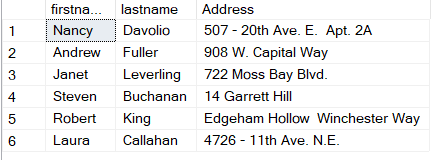 firstna... lastname Address
1 Nancy Davolio 507 - 20th Ave. E. Apt. 2A
2 Andrew Fuller 908 W. Capital Way
3 Janet Leverling 722 Moss Bay Blvd.
4 Steven Buchanan 14 Garrett Hill
5 Robert King Edgeham Hollow Winchester Way
6 Laura Callahan 4726 - 11th Ave. N.E.